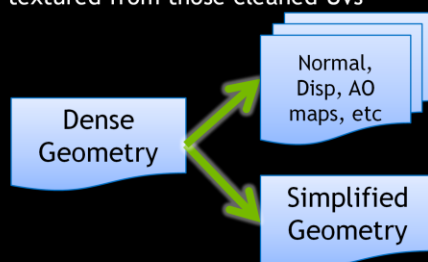 textured from those cleaned UVs
Normal,
Disp, AO
maps, etc
Dense
Geometry
Simplified
Geometry